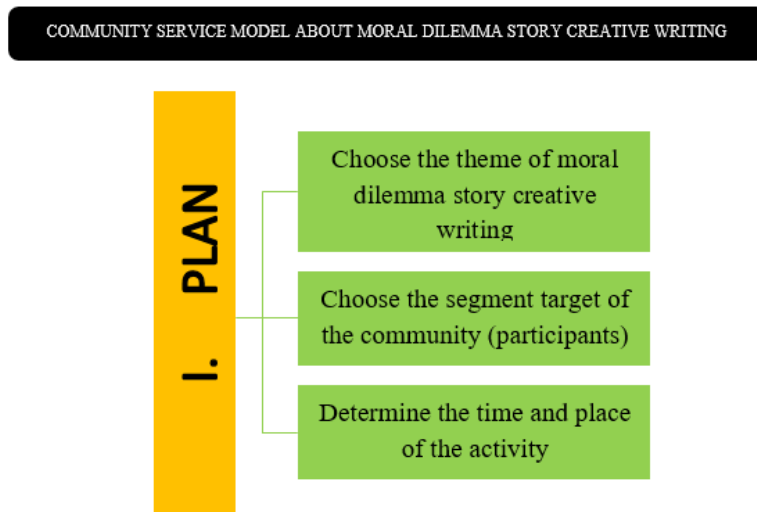 COMMUNITY SERVICE MODEL ABOUT MORAL DILEMMA STORY CREATIVE WRITING
I. PLAN
Choose the theme of moral
dilemma story creative
writing
Choose the segment target of
the community (participants)
Determine the time and place
of the activity